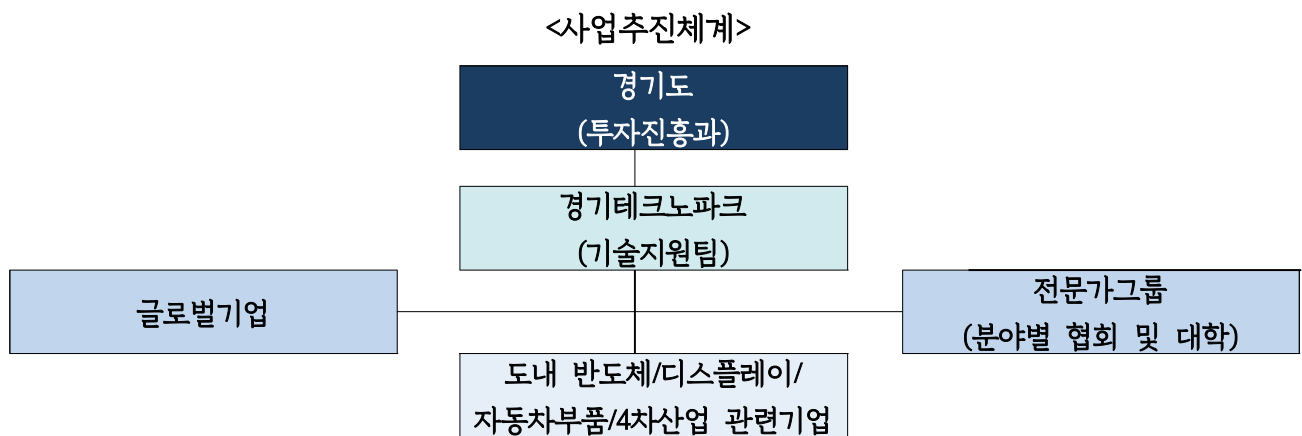 <사업추진체계>
경기도
(투자진흥과)
경기테크노파크
(기술지원팀)
글로벌기업
전문가그룹
(분야별 협회 및 대학)
도내 반도체/디스플레이/
자동차부품/4차산업 관련기업